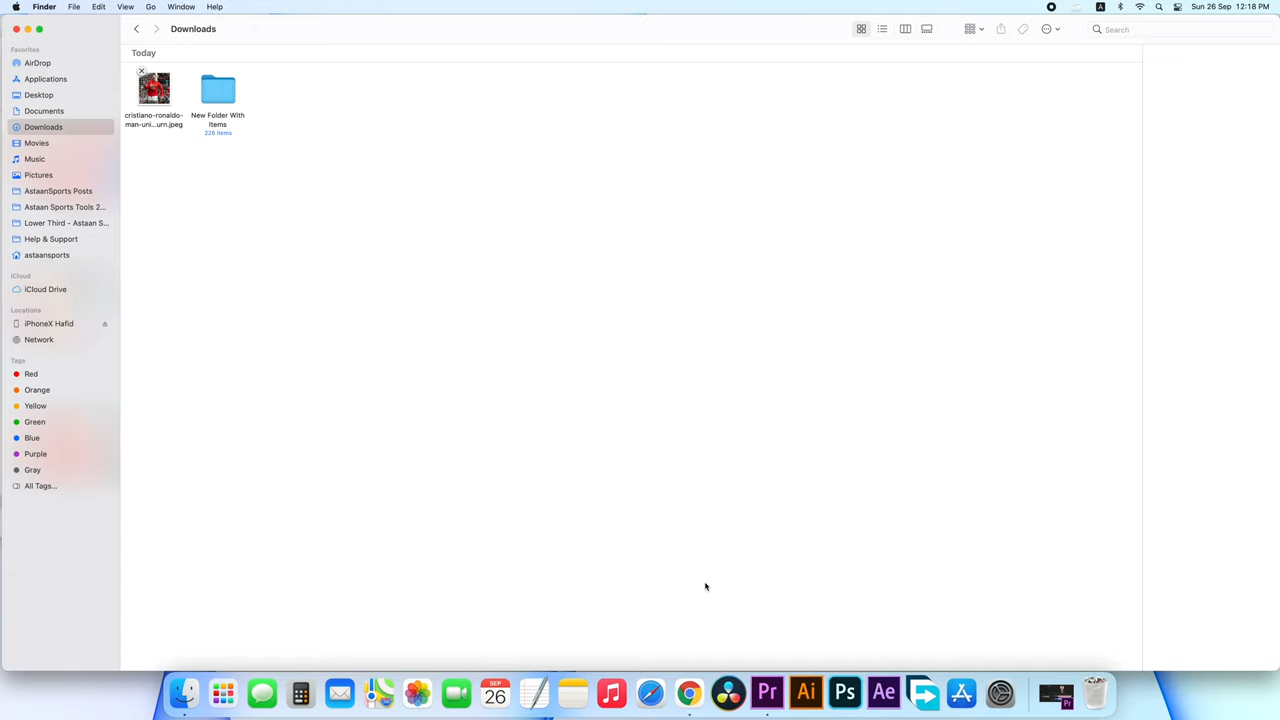 Finder File Edit View Go Window Help
A
Sun 26 Sep 12:18 PM
Downloads
Search
Favorites
AirDrop
Applications
Desktop
Documents
Downloads
Movies
Music
Pictures
AstaanSports Posts
Astaan Sports Tools 2...
Lower Third - Astaan S...
Help & Support
astaansports
iCloud
iCloud Drive
Locations
iPhoneX Hafid
Network
Tags
Red
Orange
Yellow
Green
Blue
Purple
Gray
All Tags...
Today
cristiano-ronaldo-
man-uni...urn.jpeg
New Folder With
Items
226 items
SEP
26
Pr
Ai
Ps
Ae
Pr